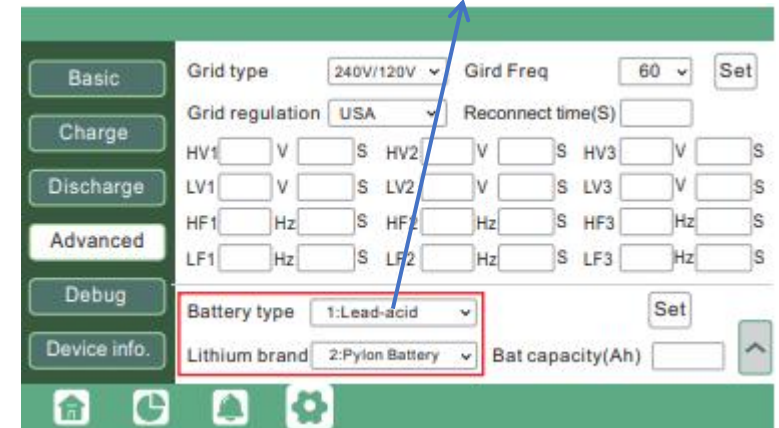 Basic
Charge
Discharge
Advanced
Debug
Device info.
Grid type 240V/120V Gird Freq 60 Set
Grid regulation USA Reconnect time(S)
HV1 V S HV2 V S HV3 V S
LV1 V S LV2 V S LV3 V S
HF1 Hz S HF2 Hz S HF3 Hz S
LF1 Hz S LF2 Hz S LF3 Hz S
Battery type 1:Lead-acid Set
Lithium brand 2:Pylon Battery Bat capacity(Ah)